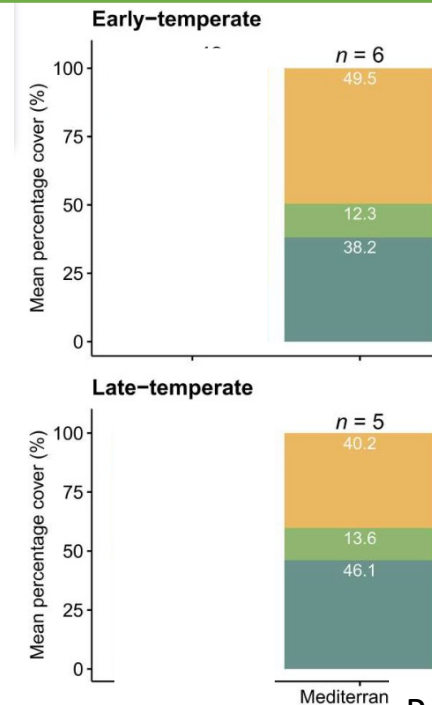 Early−temperate
n = 6
Mean percentage cover (%)
100
75
50
25
0
49.5
12.3
38.2
Late−temperate
n = 5
Mean percentage cover (%)
100
75
50
25
0
40.2
13.6
46.1
Mediterran